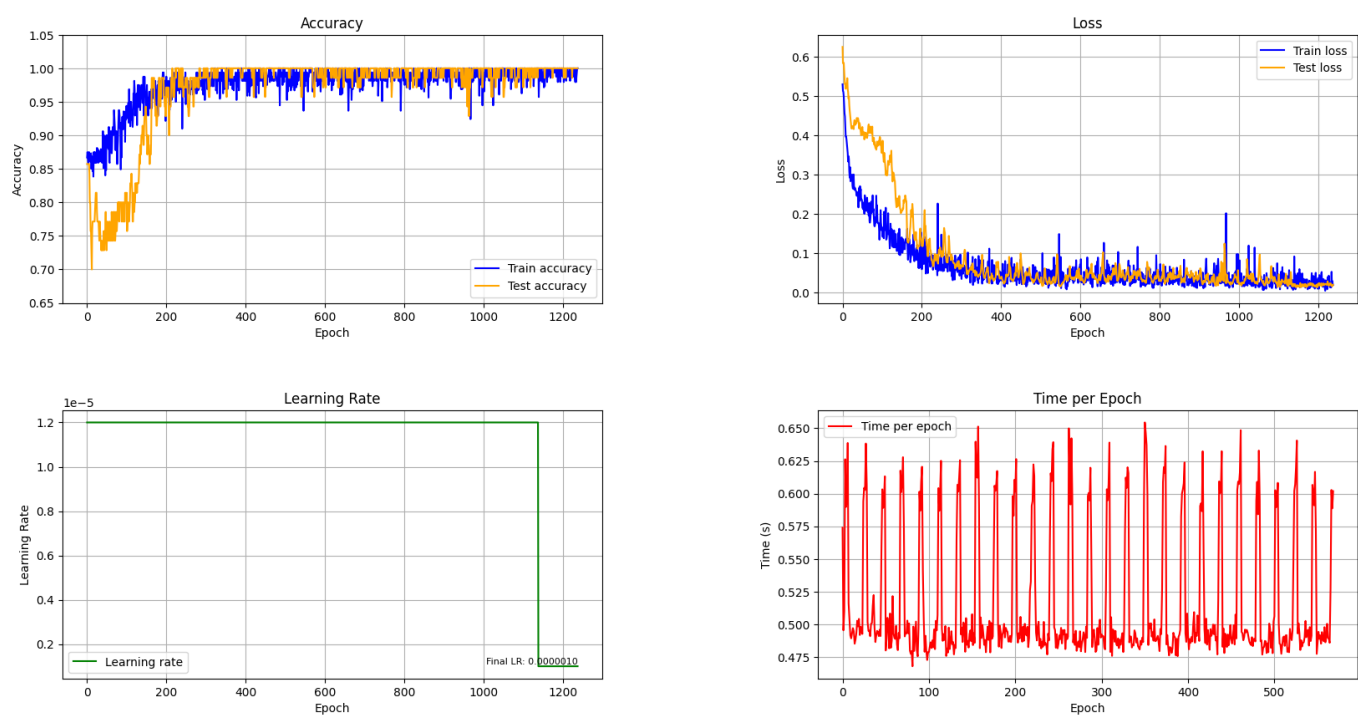 Accuracy
1.05
1.00
0.95
0.90
0.85
0.80
0.75
0.70
0.65
Accuracy
Train accuracy
Test accuracy
0
200
400
600
800
1000
1200
Epoch
Loss
0.6
0.5
0.4
0.3
0.2
0.1
0.0
Loss
Train loss
Test loss
0
200
400
600
800
1000
1200
Epoch
Learning Rate
1e−5
1.2
1.0
0.8
0.6
0.4
0.2
Learning Rate
Learning rate
Final LR: 0.0000010
0
200
400
600
800
1000
1200
Epoch
Time per Epoch
0.650
0.625
0.600
0.575
0.550
0.525
0.500
0.475
Time (s)
Time per epoch
0
100
200
300
400
500
Epoch